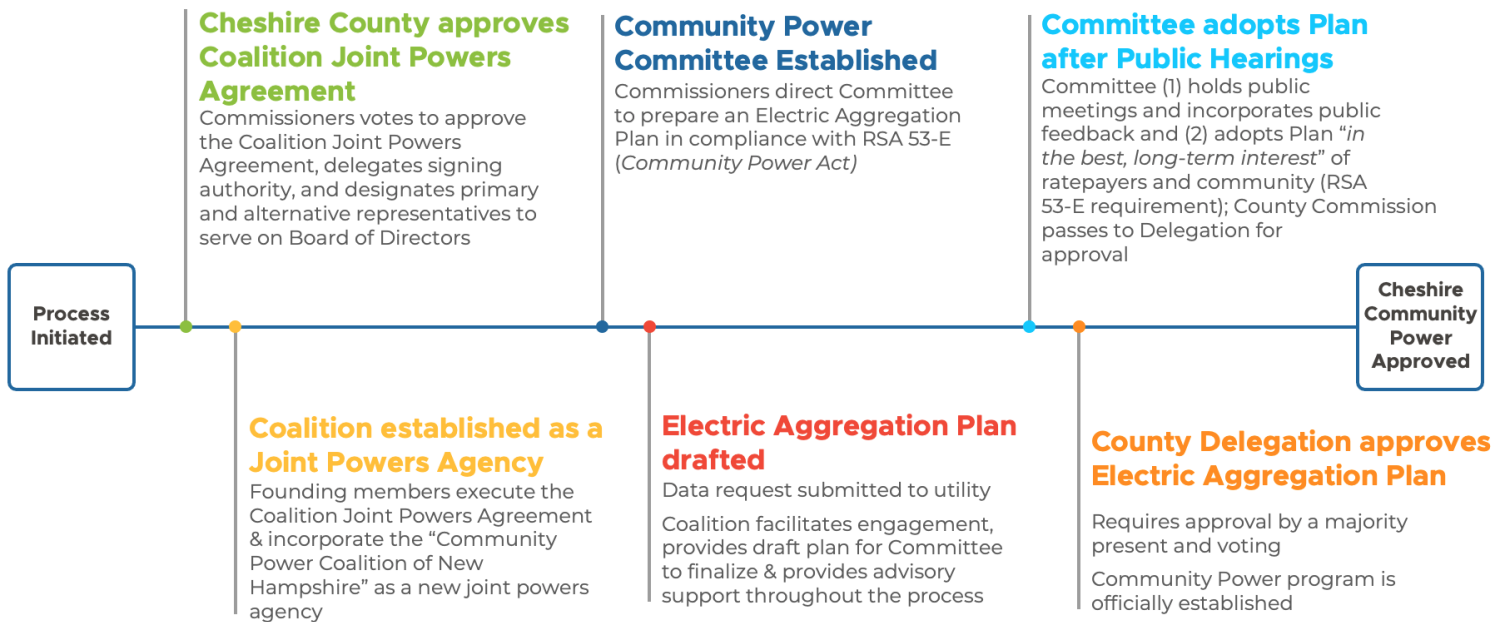 Process
Initiated
Cheshire County approves
Coalition Joint Powers
Agreement
Commissioners votes to approve
the Coalition Joint Powers
Agreement, delegates signing
authority, and designates primary
and alternative representatives to
serve on Board of Directors
Coalition established as a
Joint Powers Agency
Founding members execute the
Coalition Joint Powers Agreement
& incorporate the “Community
Power Coalition of New
Hampshire” as a new joint powers
agency
Community Power
Committee Established
Commissioners direct Committee
to prepare an Electric Aggregation
Plan in compliance with RSA 53-E
(Community Power Act)
Electric Aggregation Plan
drafted
Data request submitted to utility
Coalition facilitates engagement,
provides draft plan for Committee
to finalize & provides advisory
support throughout the process
Committee adopts Plan
after Public Hearings
Committee (1) holds public
meetings and incorporates public
feedback and (2) adopts Plan “in
the best, long-term interest” of
ratepayers and community (RSA
53-E requirement); County Commission
passes to Delegation for
approval
County Delegation approves
Electric Aggregation Plan
Requires approval by a majority
present and voting
Community Power program is
officially established
Cheshire
Community
Power
Approved